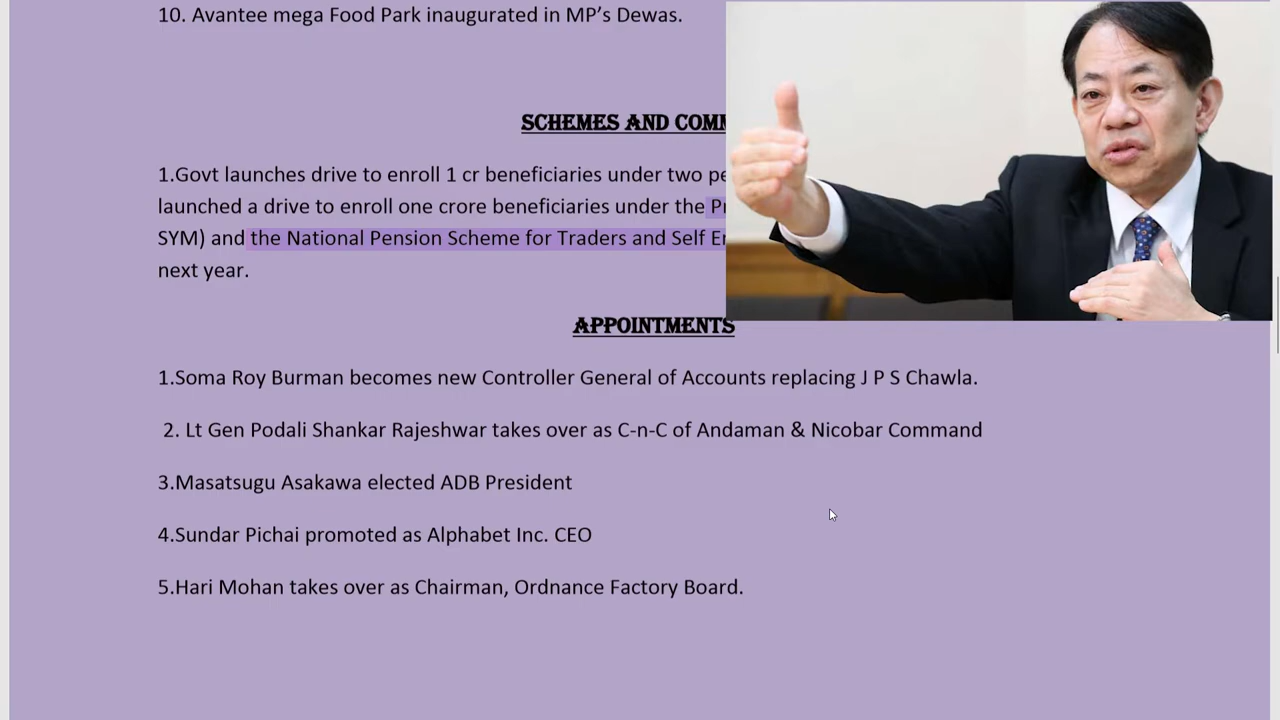 10. Avantee mega Food Park inaugurated in MP’s Dewas.
SCHEMES AND
1.Govt launches drive to enroll 1 cr beneficiaries under two
launched a drive to enroll one crore beneficiaries under the
SYM) and the National Pension Scheme for Traders and Self
next year.
APPOINTMENTS
1.Soma Roy Burman becomes new Controller General of Accounts replacing J P S Chawla.
2. Lt Gen Podali Shankar Rajeshwar takes over as C-n-C of Andaman & Nicobar Command
3.Masatsugu Asakawa elected ADB President
4.Sundar Pichai promoted as Alphabet Inc. CEO
5.Hari Mohan takes over as Chairman, Ordnance Factory Board.